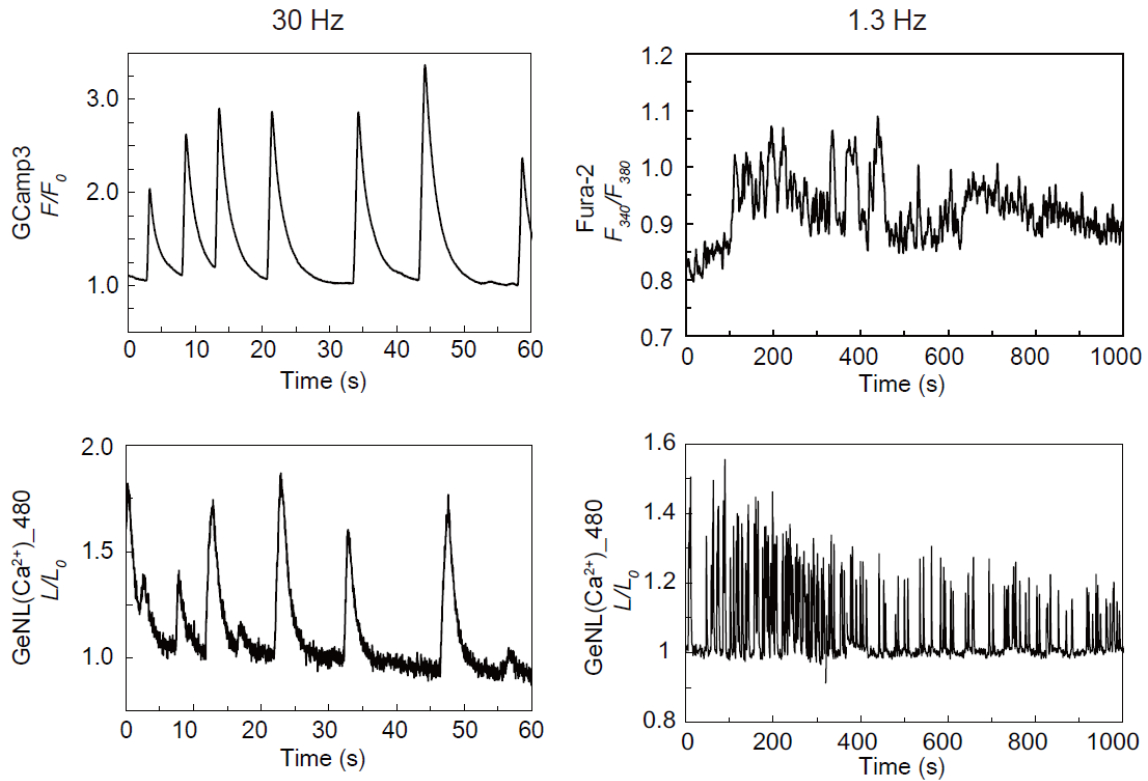 30 Hz
1.3 Hz
GCamp3
F/F₀
3.0
2.0
1.0
0 10 20 30 40 50 60
Time (s)
Fura-2
F₃₄₀/F₃₈₀
1.2
1.1
1.0
0.9
0.8
0.7
0 200 400 600 800 1000
Time (s)
GeNL(Ca²⁺)_480
L/L₀
2.0
1.5
1.0
0 10 20 30 40 50 60
Time (s)
GeNL(Ca²⁺)_480
L/L₀
1.6
1.4
1.2
1
0.8
0 200 400 600 800 1000
Time (s)